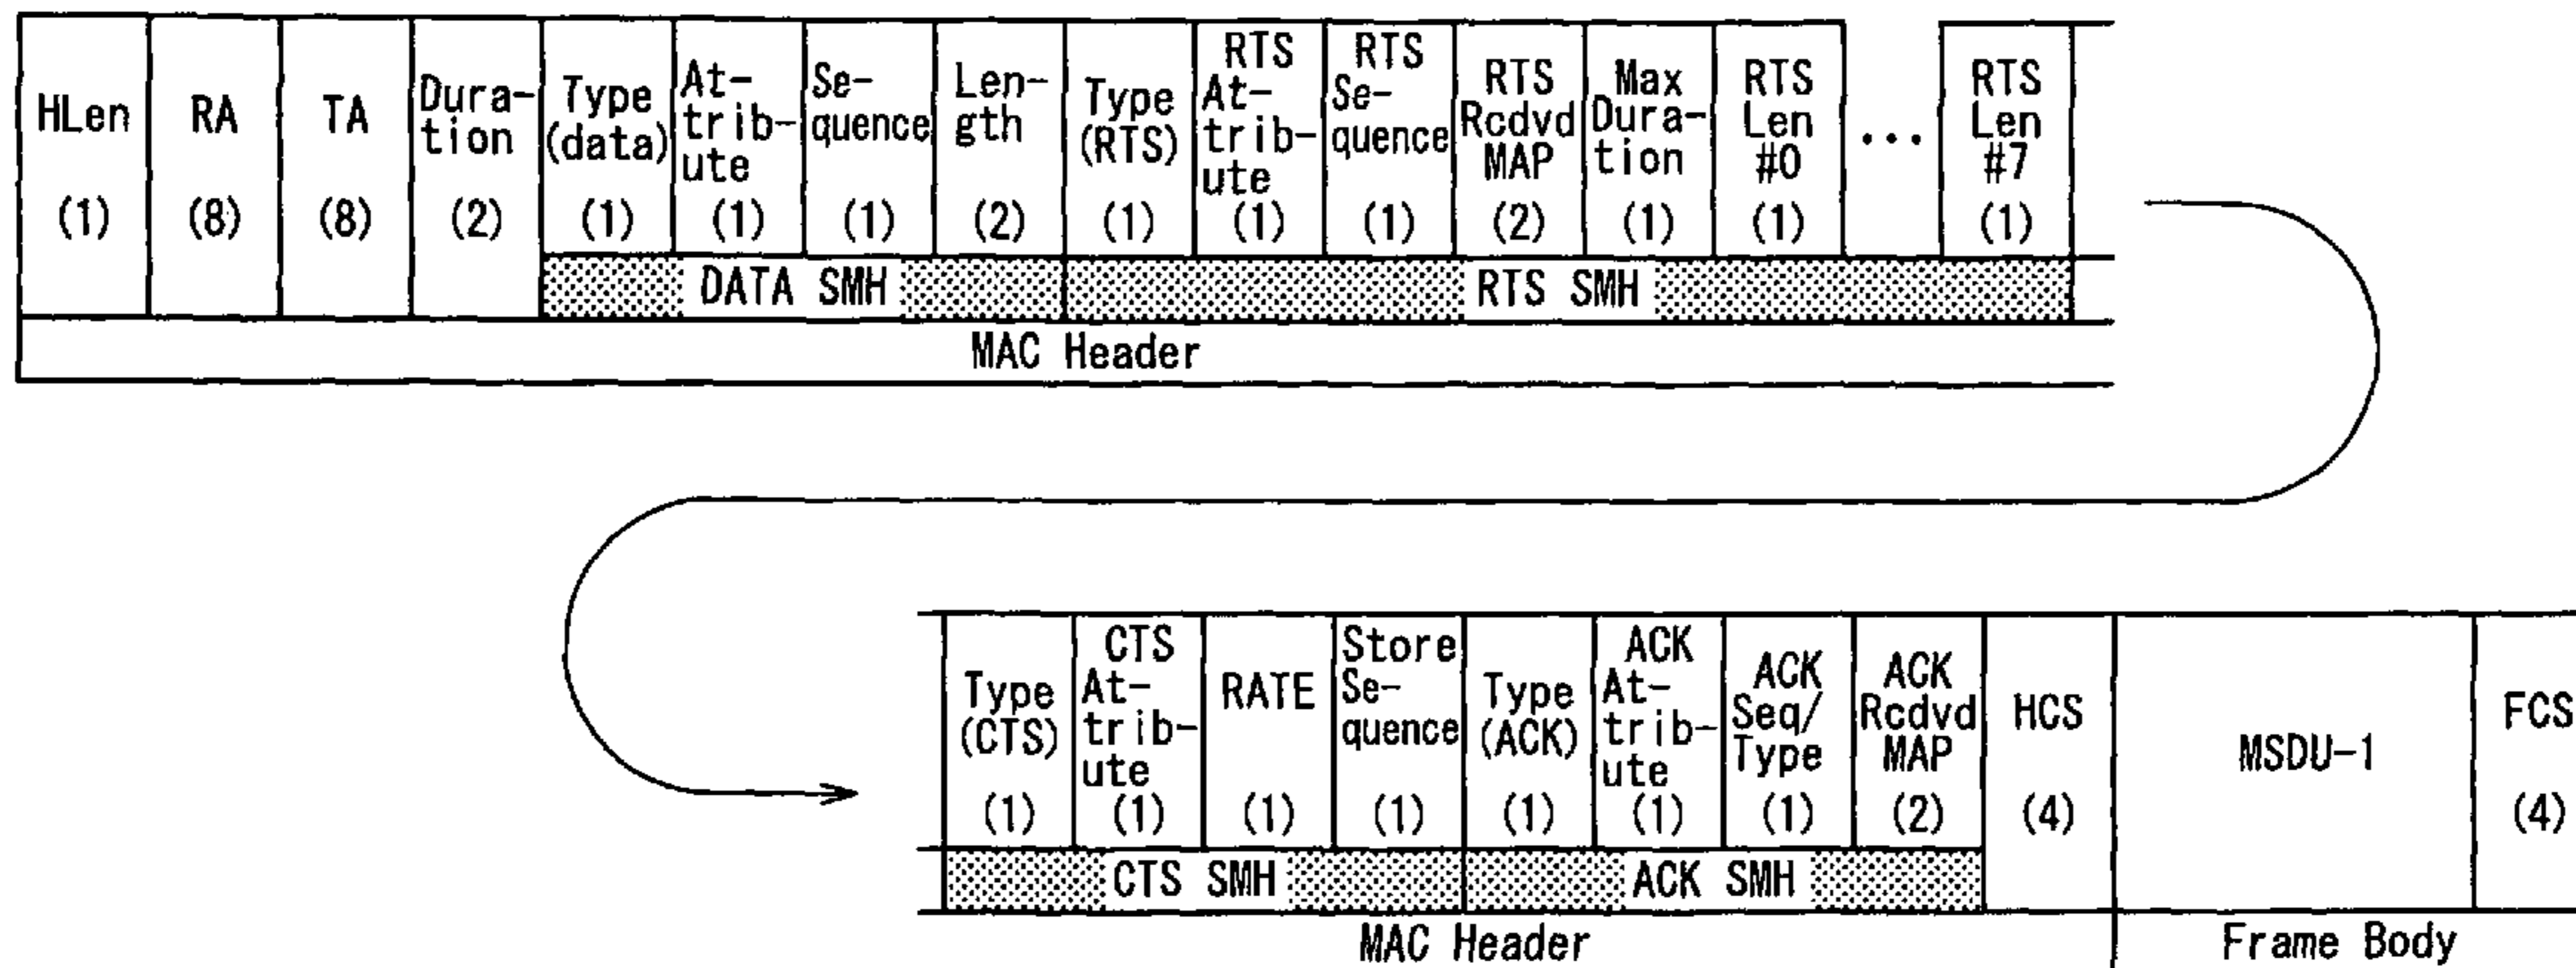 HLen
(1)
RA
(8)
TA
(8)
Dura-
tion
(2)
Type
(data)
(1)
At-
trib-
ute
(1)
Se-
quence
(1)
Len-
gth
(2)
Type
(RTS)
(1)
RTS
At-
trib-
ute
(1)
RTS
Se-
quence
(1)
RTS
Rcdvd
MAP
(2)
Max
Dura-
tion
(1)
RTS
Len
#0
(1)
...
RTS
Len
#7
(1)
DATA SMH
RTS SMH
MAC Header
Type
(CTS)
(1)
CTS
At-
trib-
ute
(1)
RATE
(1)
Store
Se-
quence
(1)
Type
(ACK)
(1)
ACK
At-
trib-
ute
(1)
ACK
Seq/
Type
(1)
ACK
Rcdvd
MAP
(2)
HCS
(4)
MSDU-1
FCS
(4)
CTS SMH
ACK SMH
MAC Header
Frame Body